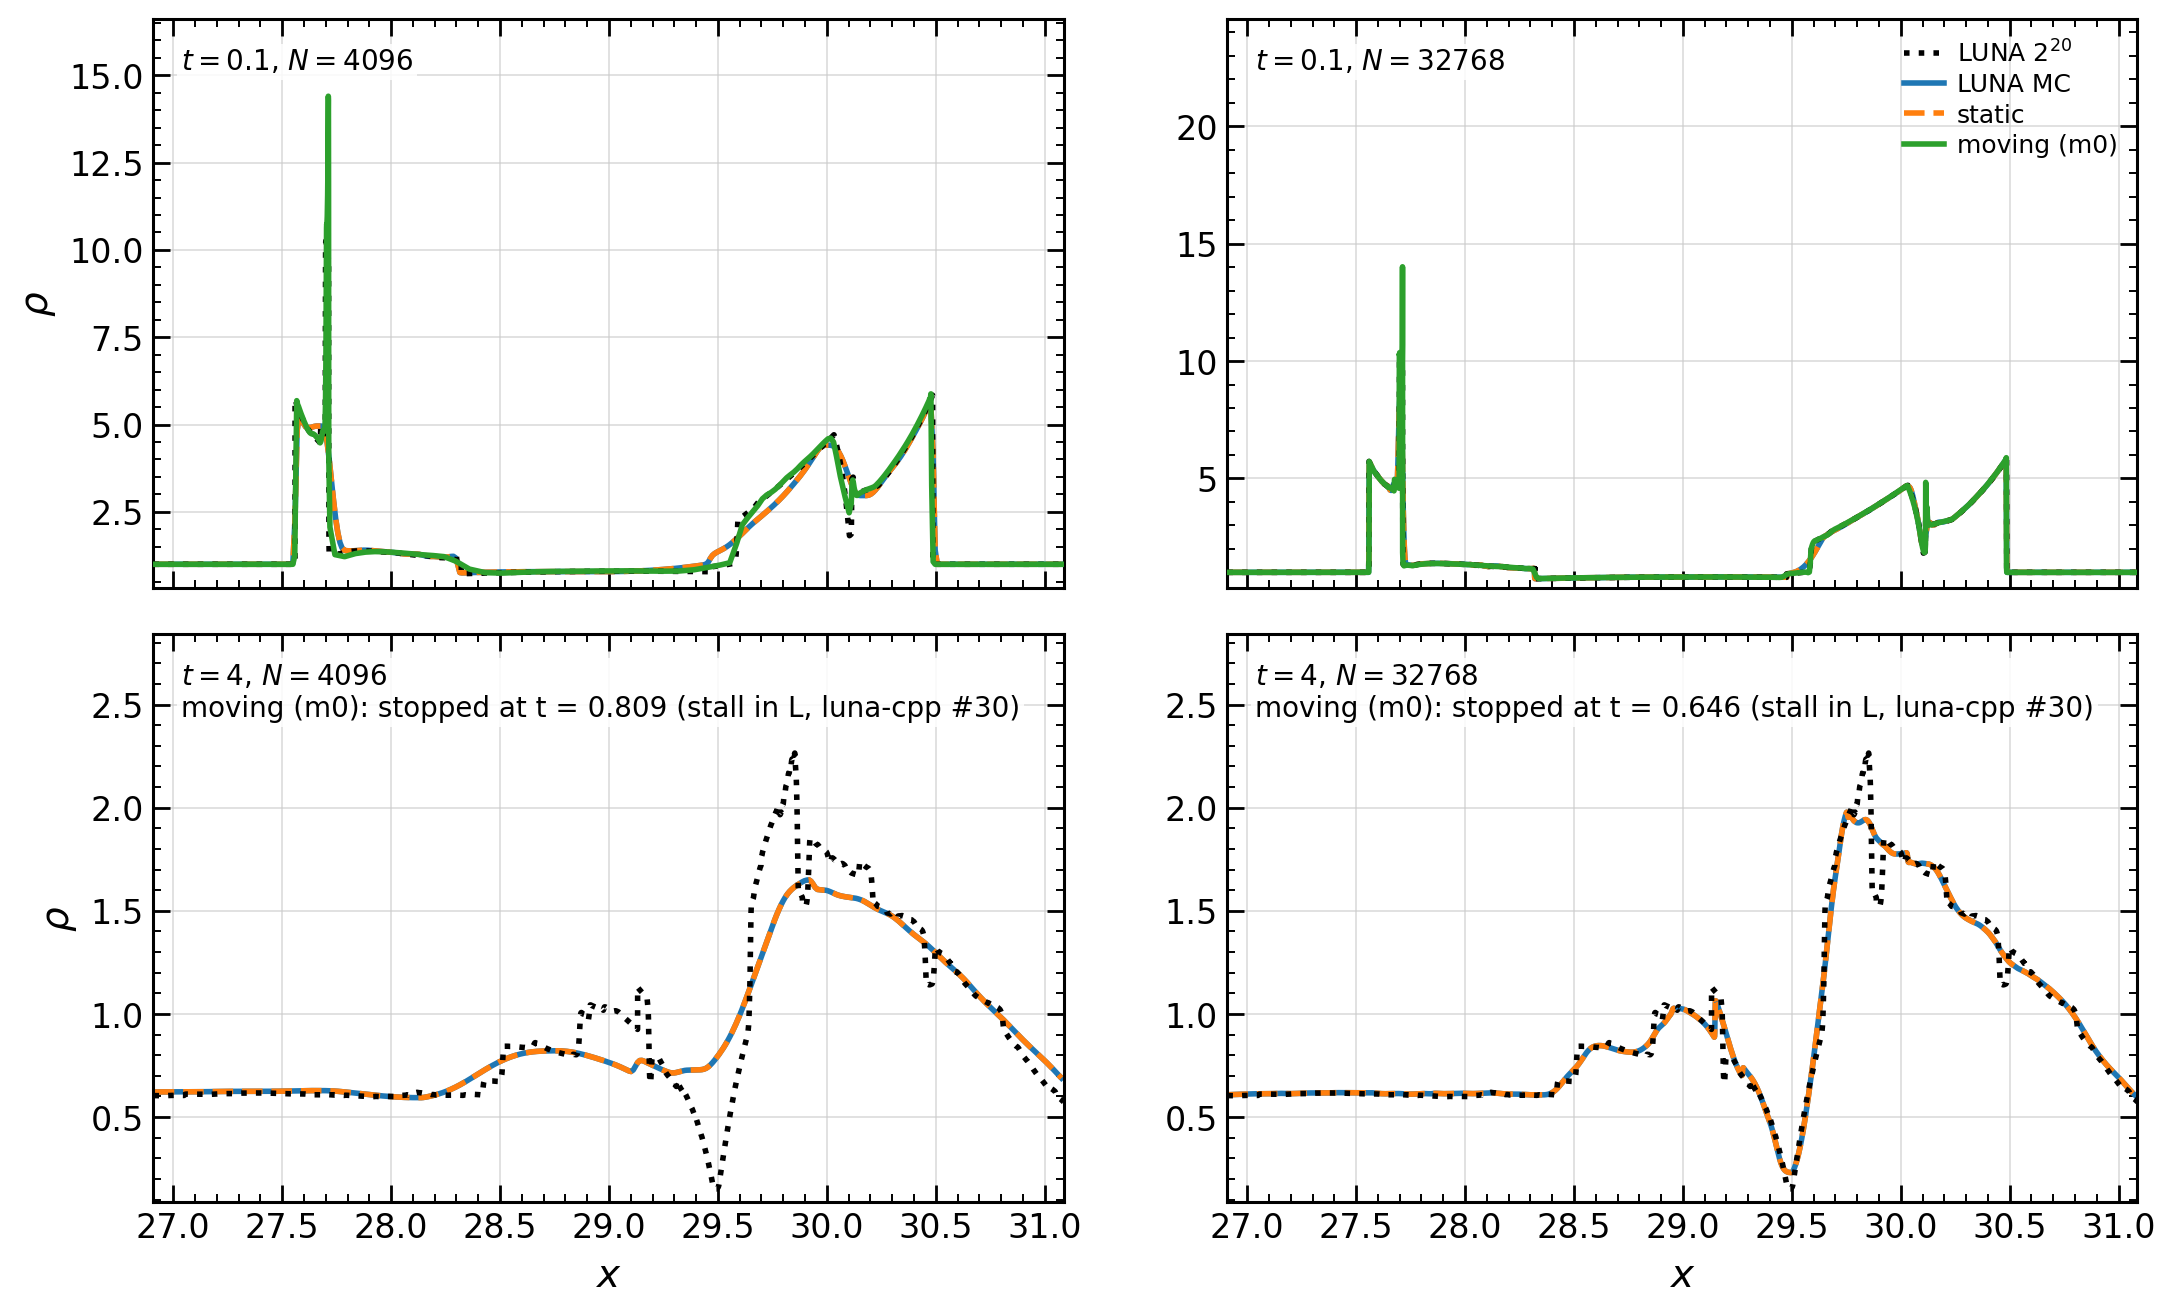 t = 0.1, N = 4096
15.0
12.5
10.0
7.5
5.0
2.5
ρ
t = 0.1, N = 32768
LUNA 2^20
LUNA MC
static
moving (m0)
20
15
10
5
t = 4, N = 4096
moving (m0): stopped at t = 0.809 (stall in L, luna-cpp #30)
2.5
2.0
1.5
1.0
0.5
ρ
27.0 27.5 28.0 28.5 29.0 29.5 30.0 30.5 31.0
x
t = 4, N = 32768
moving (m0): stopped at t = 0.646 (stall in L, luna-cpp #30)
2.5
2.0
1.5
1.0
0.5
27.0 27.5 28.0 28.5 29.0 29.5 30.0 30.5 31.0
x